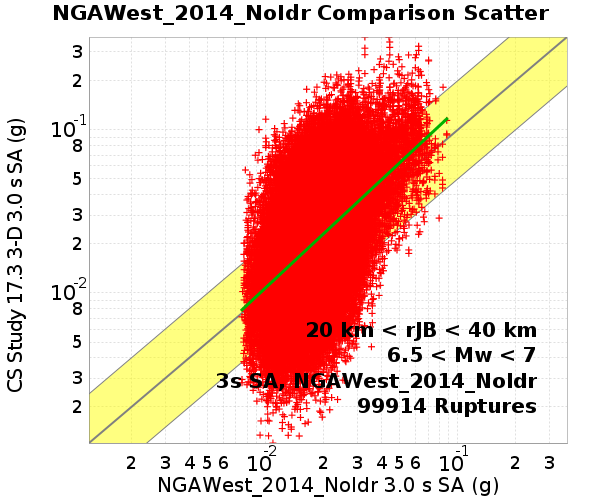 NGAWest_2014_NoIdr Comparison Scatter
CS Study 17.3 3-D 3.0 s SA (g)
3
2
10^-1
8
5
3
2
10^-2
8
5
3
2
20 km < rJB < 40 km
6.5 < Mw < 7
3s SA, NGAWest_2014_NoIdr
99914 Ruptures
2 3 4 5 6 10^-2 2 3 4 5 6 10^-1 2 3
NGAWest_2014_NoIdr 3.0 s SA (g)